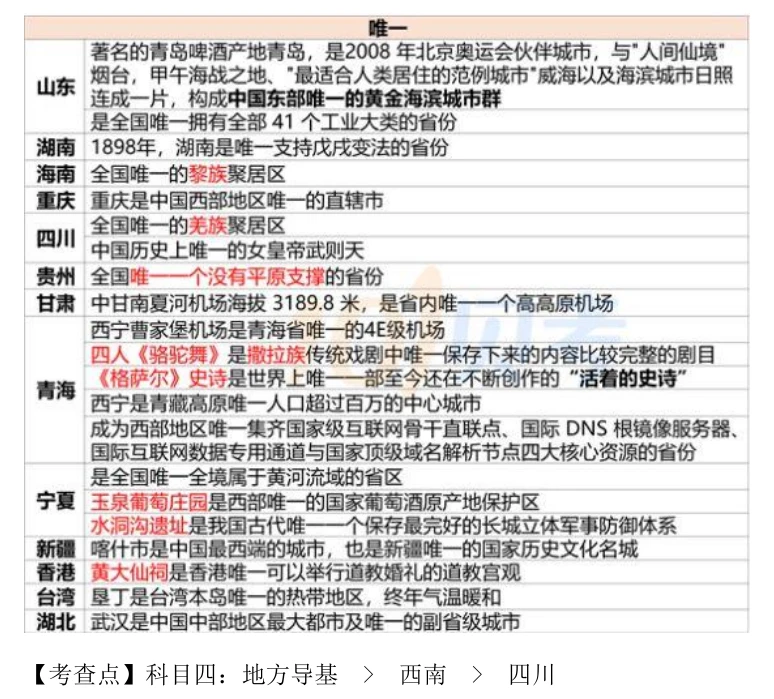 唯一
山东
著名的青岛啤酒产地青岛，是2008 年北京奥运会伙伴城市，与"人间仙境"
烟台，甲午海战之地、"最适合人类居住的范例城市"威海以及海滨城市日照
连成一片，构成中国东部唯一的黄金海滨城市群
是全国唯一拥有全部 41 个工业大类的省份
湖南 1898年，湖南是唯一支持戊戌变法的省份
海南 全国唯一的黎族聚居区
重庆 重庆是中国西部地区唯一的直辖市
四川
全国唯一的羌族聚居区
中国历史上唯一的女皇帝武则天
贵州 全国唯一一个没有平原支撑的省份
甘肃 中甘南夏河机场海拔 3189.8 米，是省内唯一一个高高原机场
青海
西宁曹家堡机场是青海省唯一的4E级机场
四人《骆驼舞》是撒拉族传统戏剧中唯一保存下来的内容比较完整的剧目
《格萨尔》史诗是世界上唯一一部至今还在不断创作的“活着的史诗”
西宁是青藏高原唯一人口超过百万的中心城市
成为西部地区唯一集齐国家级互联网骨干直联点、国际 DNS 根镜像服务器、
国际互联网数据专用通道与国家顶级域名解析节点四大核心资源的省份
宁夏
是全国唯一全境属于黄河流域的省区
玉泉葡萄庄园是西部唯一的国家葡萄酒原产地保护区
水洞沟遗址是我国古代唯一一个保存最完好的长城立体军事防御体系
新疆 喀什市是中国最西端的城市，也是新疆唯一的国家历史文化名城
香港 黄大仙祠是香港唯一可以举行道教婚礼的道教宫观
台湾 垦丁是台湾本岛唯一的热带地区，终年气温暖和
湖北 武汉是中国中部地区最大都市及唯一的副省级城市
【考查点】科目四：地方导基 > 西南 > 四川